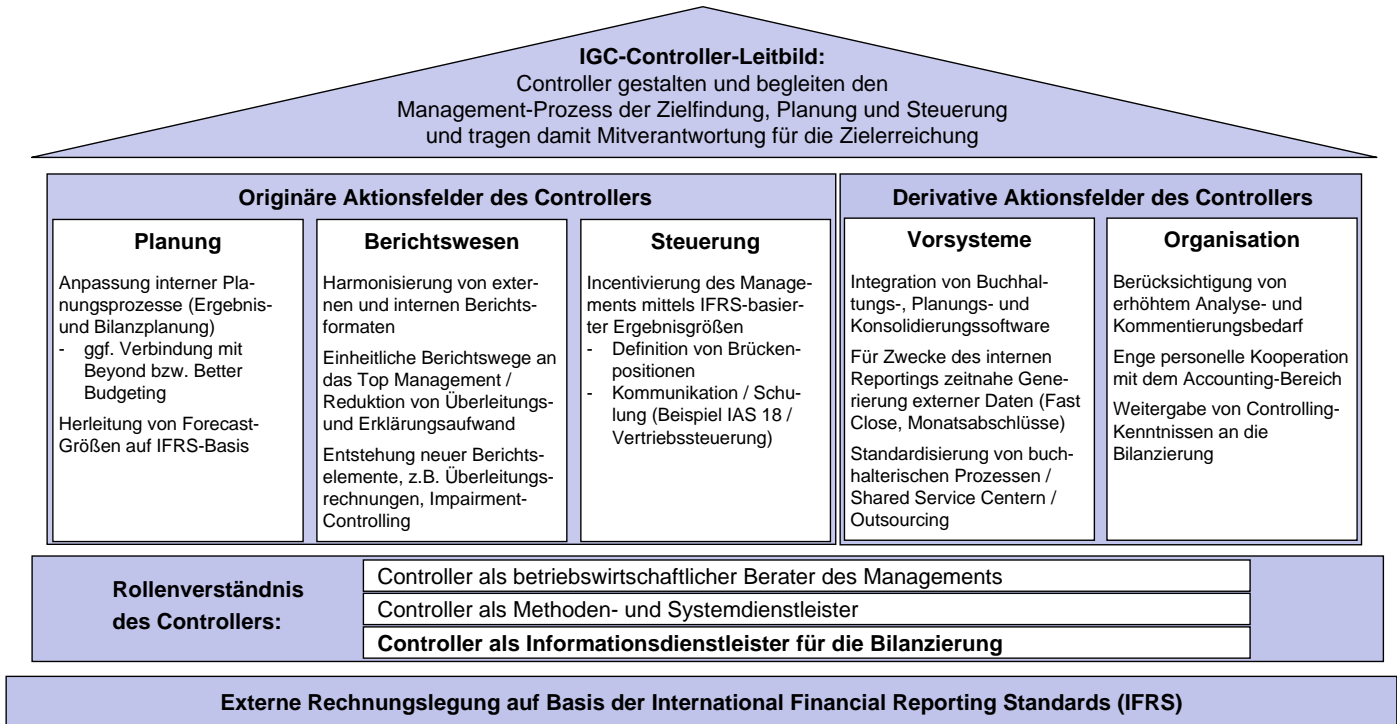 IGC-Controller-Leitbild:
Controller gestalten und begleiten den
Management-Prozess der Zielfindung, Planung und Steuerung
und tragen damit Mitverantwortung für die Zielerreichung
Originäre Aktionsfelder des Controllers
Planung
Anpassung interner Pla-
nungsprozesse (Ergebnis-
und Bilanzplanung)
- ggf. Verbindung mit
Beyond bzw. Better
Budgeting
Herleitung von Forecast-
Größen auf IFRS-Basis
Berichtswesen
Harmonisierung von exter-
nen und internen Berichts-
formaten
Einheitliche Berichtswege an
das Top Management /
Reduktion von Überleitungs-
und Erklärungsaufwand
Entstehung neuer Berichts-
elemente, z.B. Überleitungs-
rechnungen, Impairment-
Controlling
Steuerung
Incentivierung des Manage-
ments mittels IFRS-basier-
ter Ergebnisgrößen
- Definition von Brücken-
positionen
- Kommunikation / Schu-
lung (Beispiel IAS 18 /
Vertriebssteuerung)
Derivative Aktionsfelder des Controllers
Vorsysteme
Integration von Buchhal-
tungs-, Planungs- und
Konsolidierungssoftware
Für Zwecke des internen
Reportings zeitnahe Gene-
rierung externer Daten (Fast
Close, Monatsabschlüsse)
Standardisierung von buch-
halterischen Prozessen /
Shared Service Centern /
Outsourcing
Organisation
Berücksichtigung von
erhöhtem Analyse- und
Kommentierungsbedarf
Enge personelle Kooperation
mit dem Accounting-Bereich
Weitergabe von Controlling-
Kenntnissen an die
Bilanzierung
Rollenverständnis
des Controllers:
Controller als betriebswirtschaftlicher Berater des Managements
Controller als Methoden- und Systemdienstleister
Controller als Informationsdienstleister für die Bilanzierung
Externe Rechnungslegung auf Basis der International Financial Reporting Standards (IFRS)